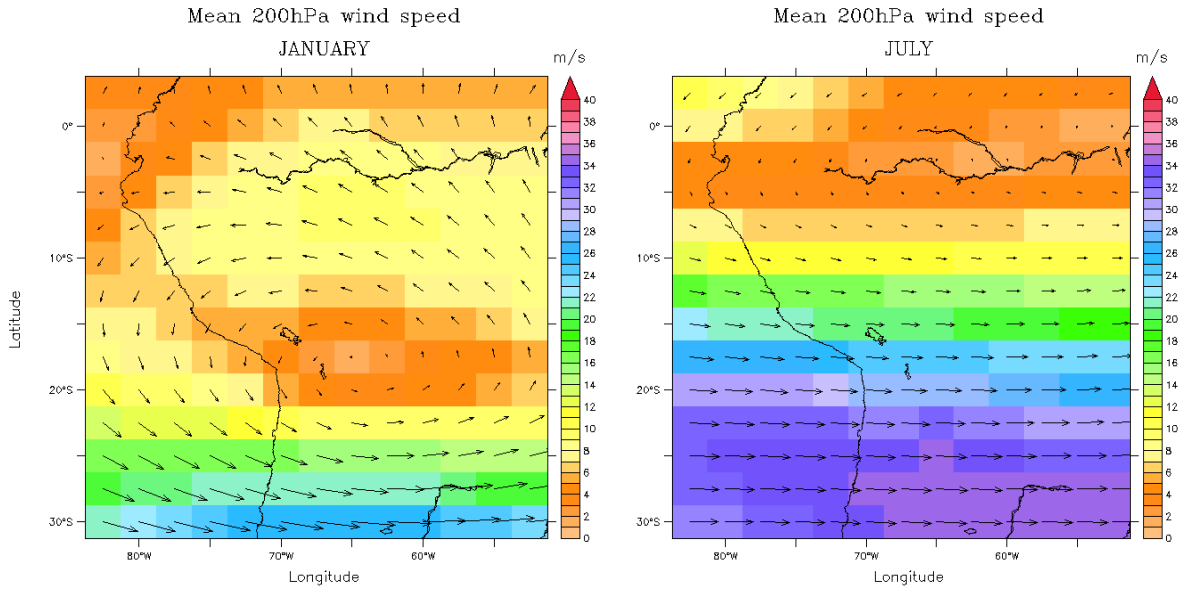 Mean 200hPa wind speed
JANUARY
m/s
40
38
36
34
32
30
28
26
24
22
20
18
16
14
12
10
8
6
4
2
0
0°
10°S
20°S
30°S
80°W
70°W
60°W
Latitude
Longitude
Mean 200hPa wind speed
JULY
m/s
40
38
36
34
32
30
28
26
24
22
20
18
16
14
12
10
8
6
4
2
0
0°
10°S
20°S
30°S
80°W
70°W
60°W
Longitude